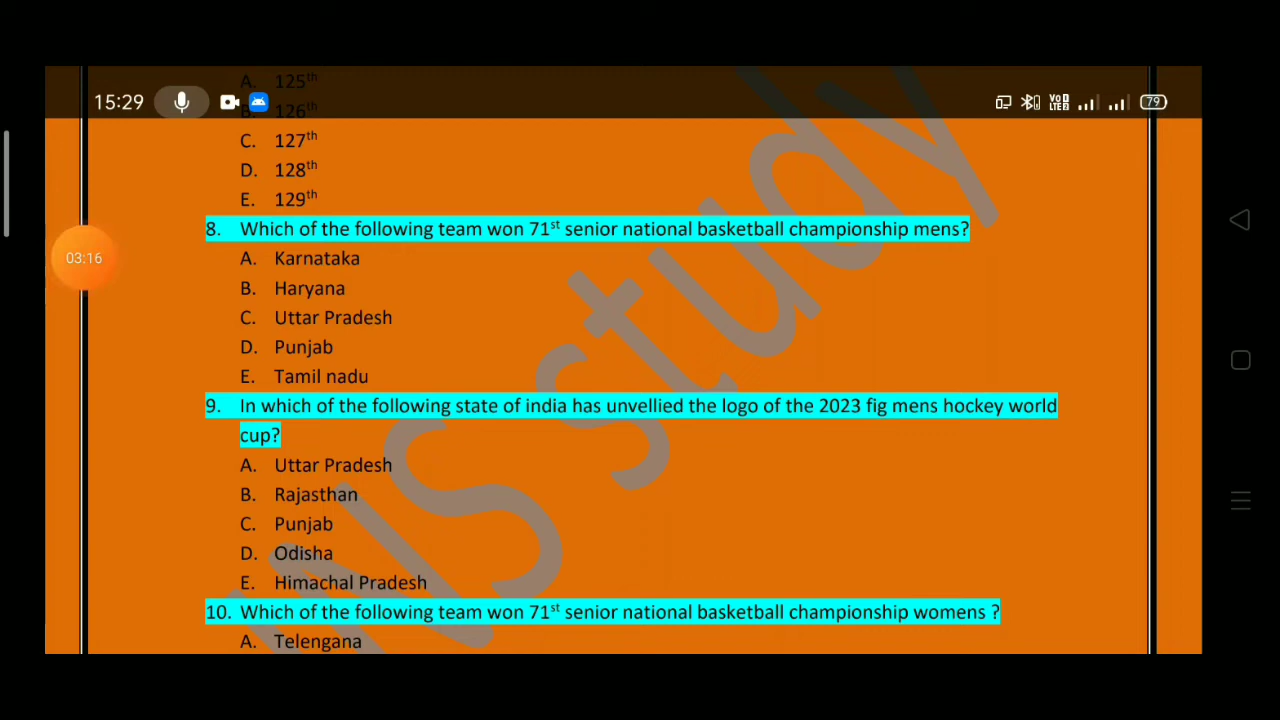 A. 125th
15:29
79
B. 126th
C. 127th
D. 128th
E. 129th
8. Which of the following team won 71st senior national basketball championship mens?
A. Karnataka
03:16
B. Haryana
C. Uttar Pradesh
D. Punjab
E. Tamil nadu
9. In which of the following state of india has unvellied the logo of the 2023 fig mens hockey world
cup?
A. Uttar Pradesh
B. Rajasthan
C. Punjab
D. Odisha
E. Himachal Pradesh
10. Which of the following team won 71st senior national basketball championship womens ?
A. Telengana
study